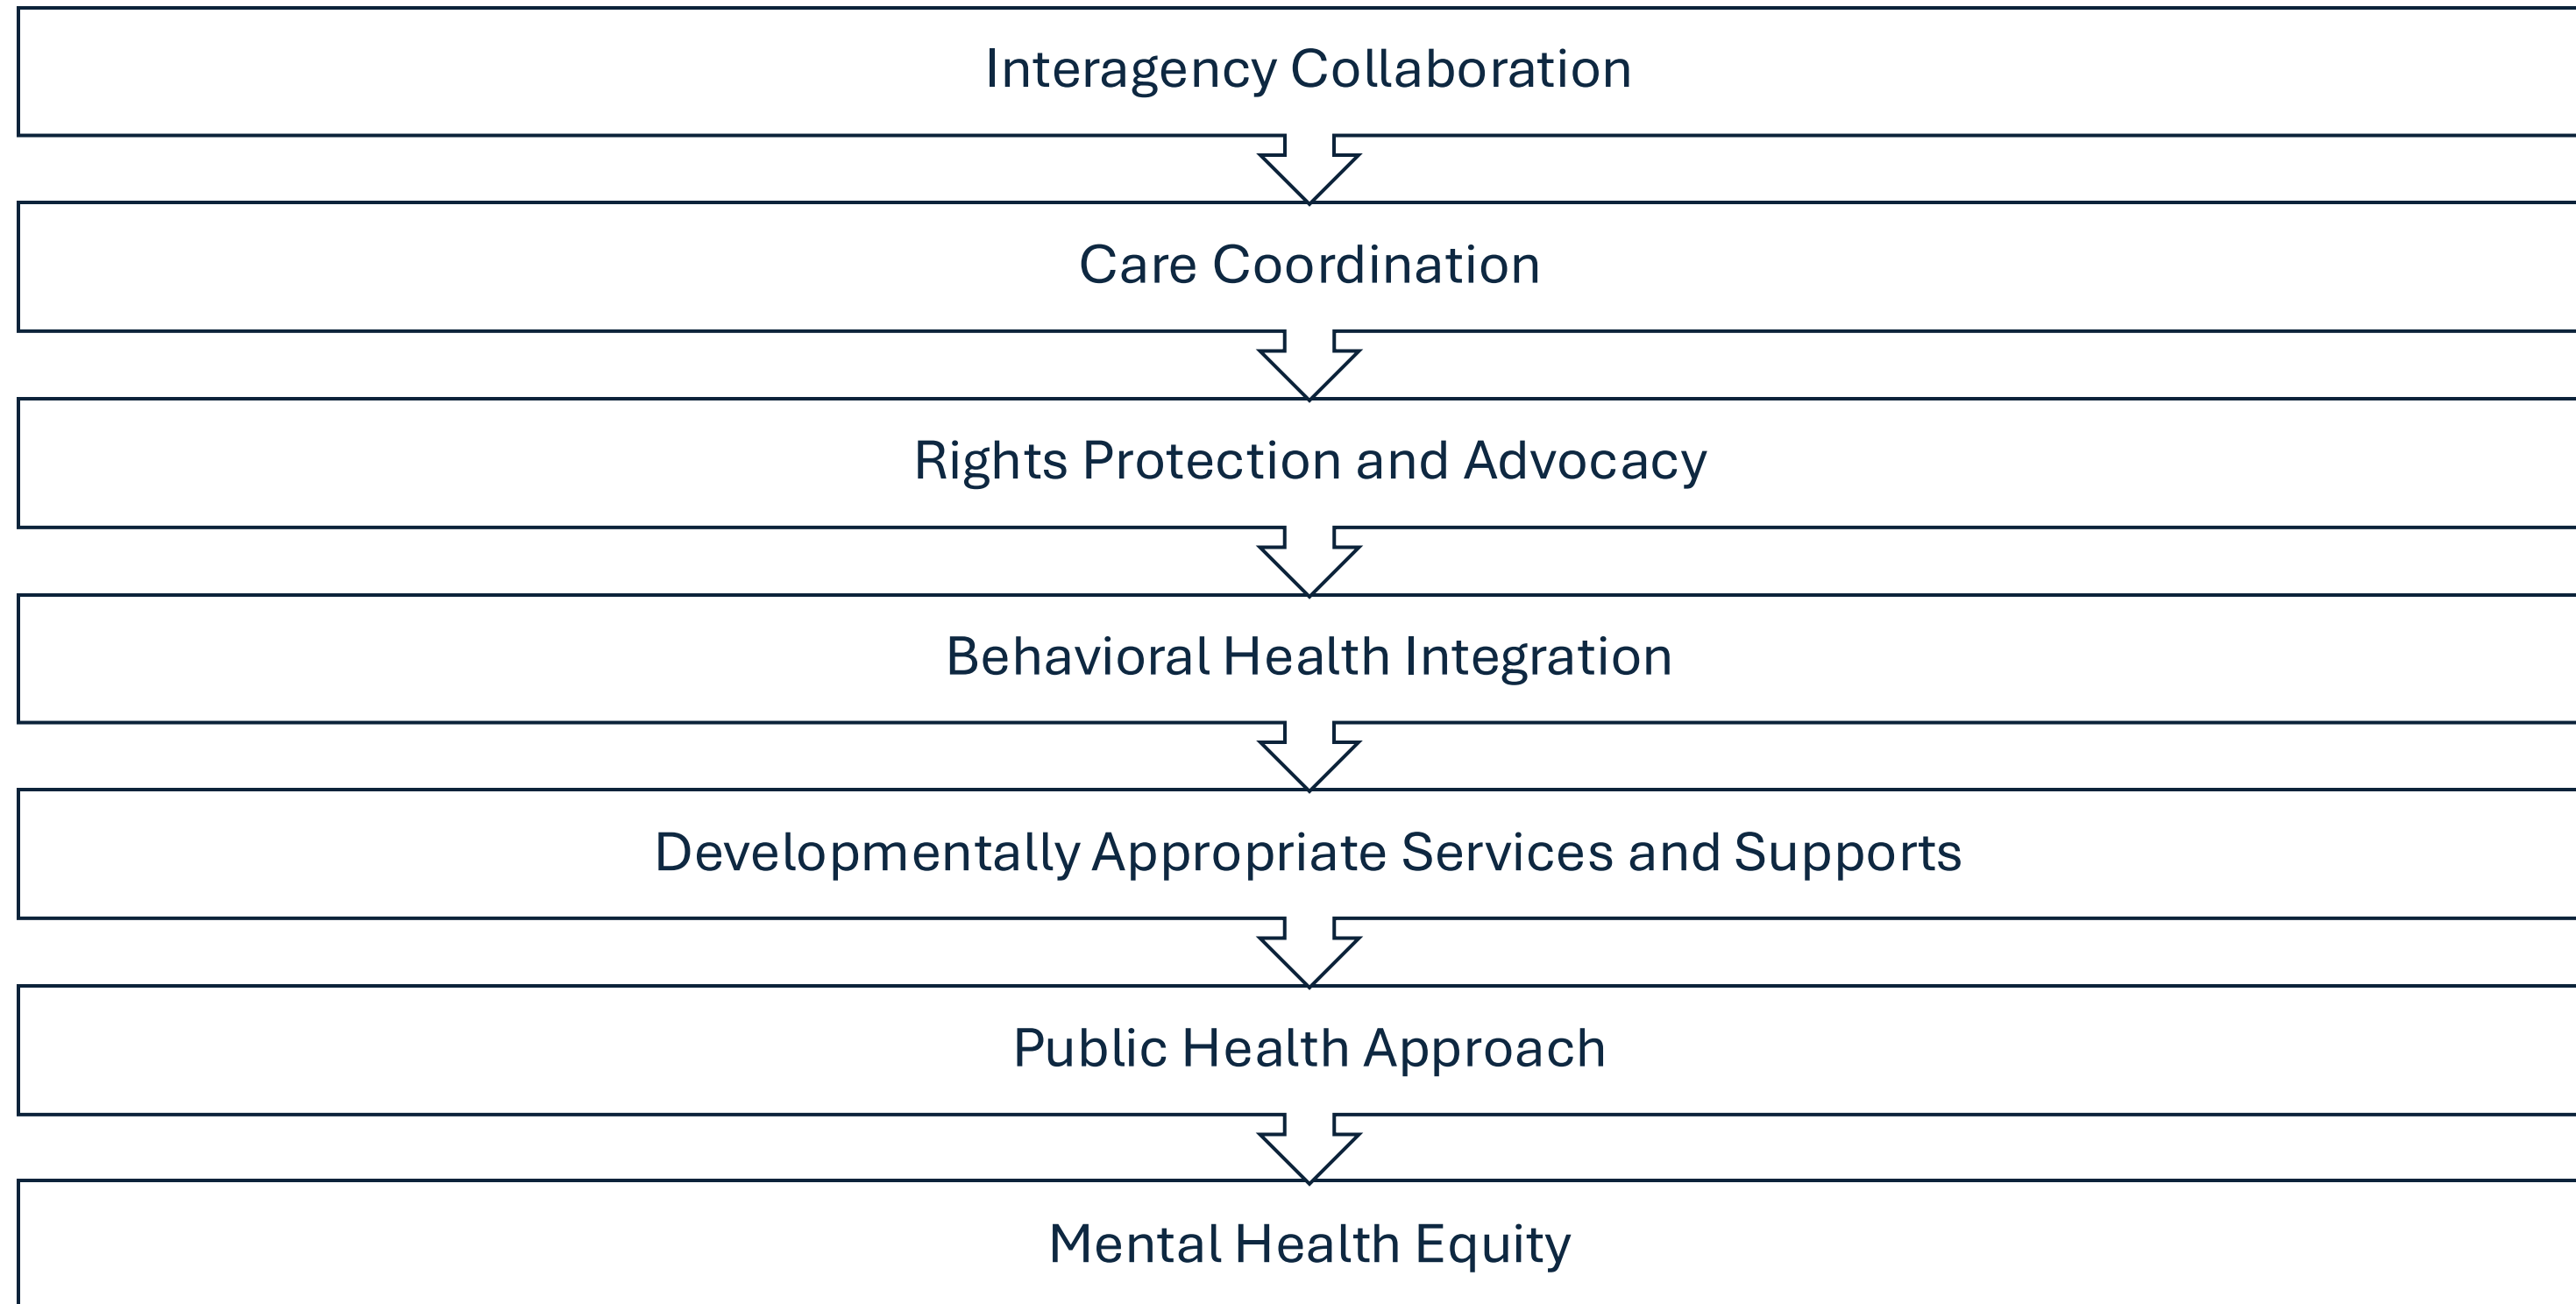 Interagency Collaboration
Care Coordination
Rights Protection and Advocacy
Behavioral Health Integration
Developmentally Appropriate Services and Supports
Public Health Approach
Mental Health Equity